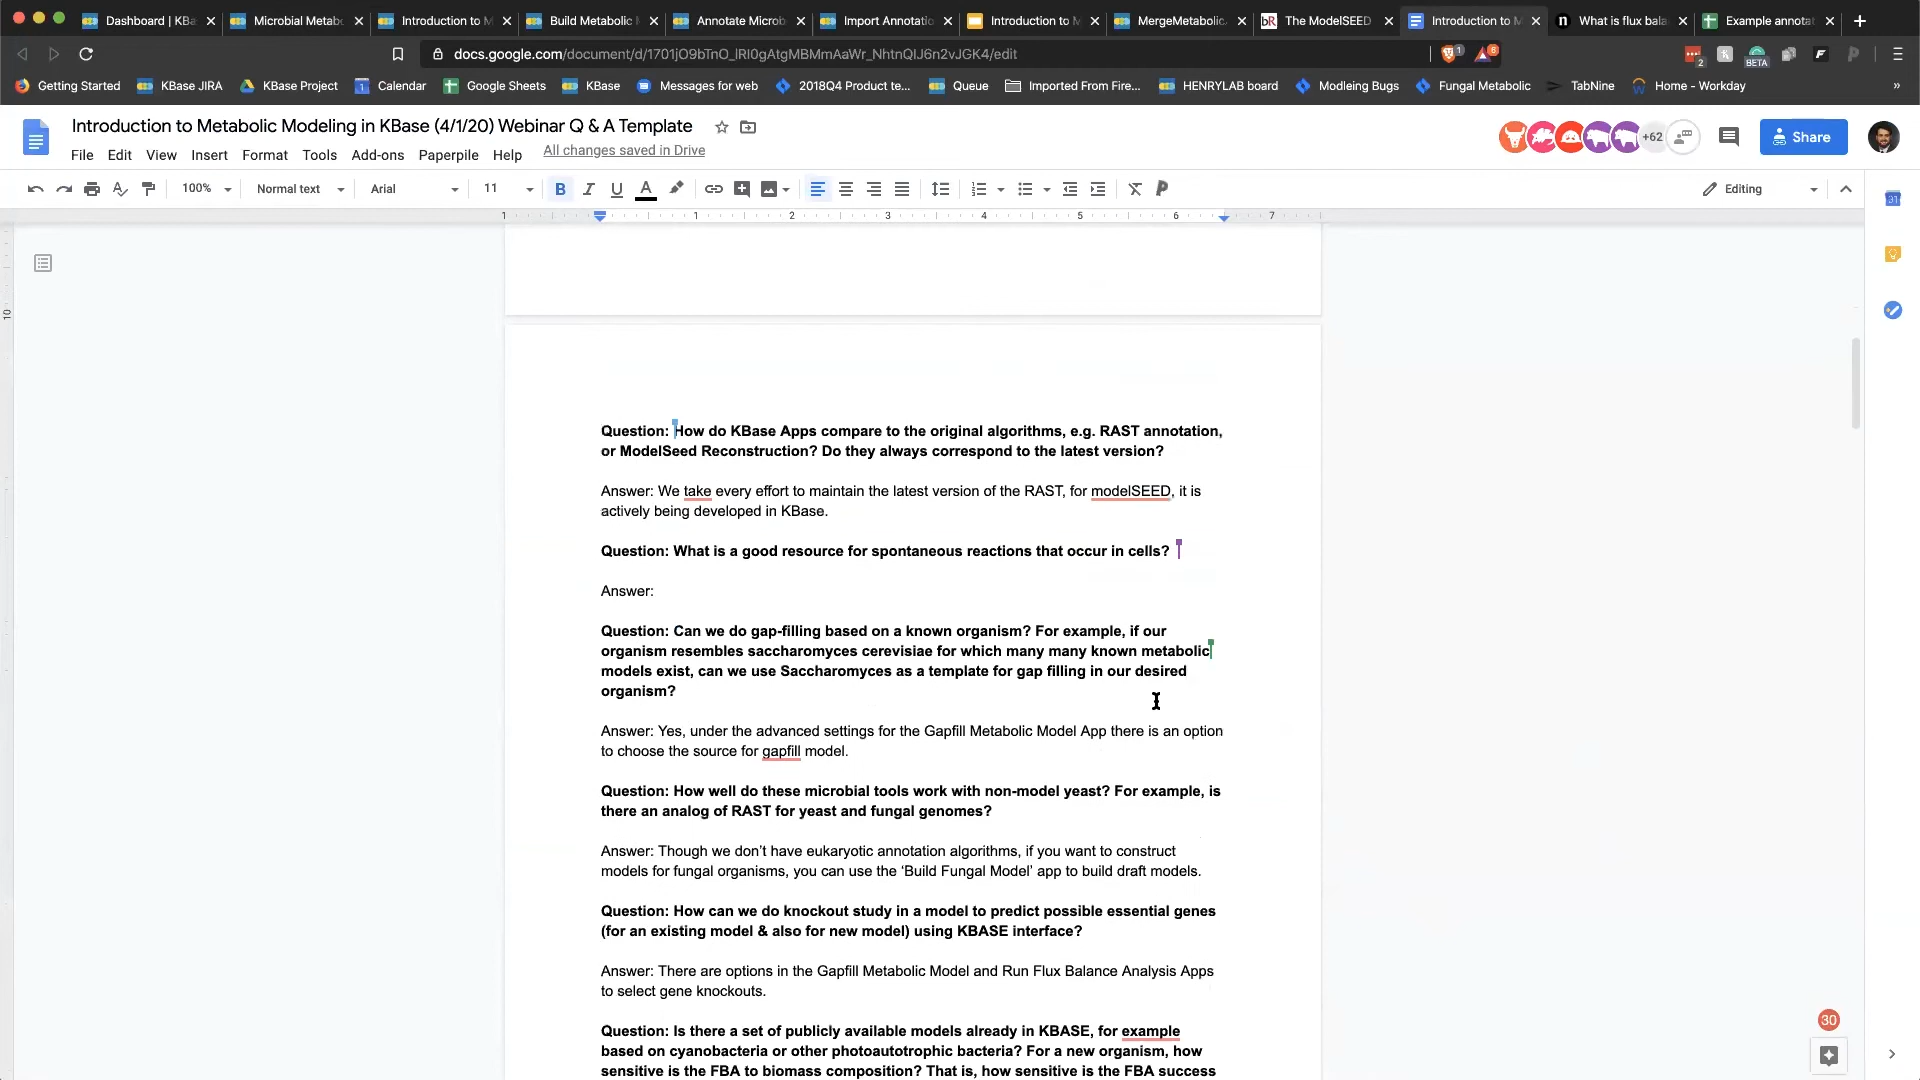 Dashboard | KBa
Microbial Metab
Introduction to M
Build Metabolic
Annotate Microb
Import Annotatio
Introduction to M
MergeMetabolic
bR The ModelSEED
Introduction to M
n What is flux bala
Example annotat
docs.google.com/document/d/1701jO9bTnO_lRI0gAtgMBMmAaWr_NhtnQIJ6n2vJGK4/edit
1
8
2
BETA
Getting Started
KBase JIRA
KBase Project
Calendar
Google Sheets
KBase
Messages for web
2018Q4 Product te...
Queue
Imported From Fire...
HENRYLAB board
Modleing Bugs
Fungal Metabolic
TabNine
Home - Workday
»
Introduction to Metabolic Modeling in KBase (4/1/20) Webinar Q & A Template
+62
Share
File Edit View Insert Format Tools Add-ons Paperpile Help All changes saved in Drive
100% Normal text Arial 11 B I U A Editing
1 1 2 3 4 5 6 7
31
10
Question: How do KBase Apps compare to the original algorithms, e.g. RAST annotation,
or ModelSeed Reconstruction? Do they always correspond to the latest version?
Answer: We take every effort to maintain the latest version of the RAST, for modelSEED, it is
actively being developed in KBase.
Question: What is a good resource for spontaneous reactions that occur in cells?
Answer:
Question: Can we do gap-filling based on a known organism? For example, if our
organism resembles saccharomyces cerevisiae for which many many known metabolic
models exist, can we use Saccharomyces as a template for gap filling in our desired
organism?
Answer: Yes, under the advanced settings for the Gapfill Metabolic Model App there is an option
to choose the source for gapfill model.
Question: How well do these microbial tools work with non-model yeast? For example, is
there an analog of RAST for yeast and fungal genomes?
Answer: Though we don’t have eukaryotic annotation algorithms, if you want to construct
models for fungal organisms, you can use the ‘Build Fungal Model’ app to build draft models.
Question: How can we do knockout study in a model to predict possible essential genes
(for an existing model & also for new model) using KBASE interface?
Answer: There are options in the Gapfill Metabolic Model and Run Flux Balance Analysis Apps
to select gene knockouts.
30
Question: Is there a set of publicly available models already in KBASE, for example
based on cyanobacteria or other photoautotrophic bacteria? For a new organism, how
sensitive is the FBA to biomass composition? That is, how sensitive is the FBA success